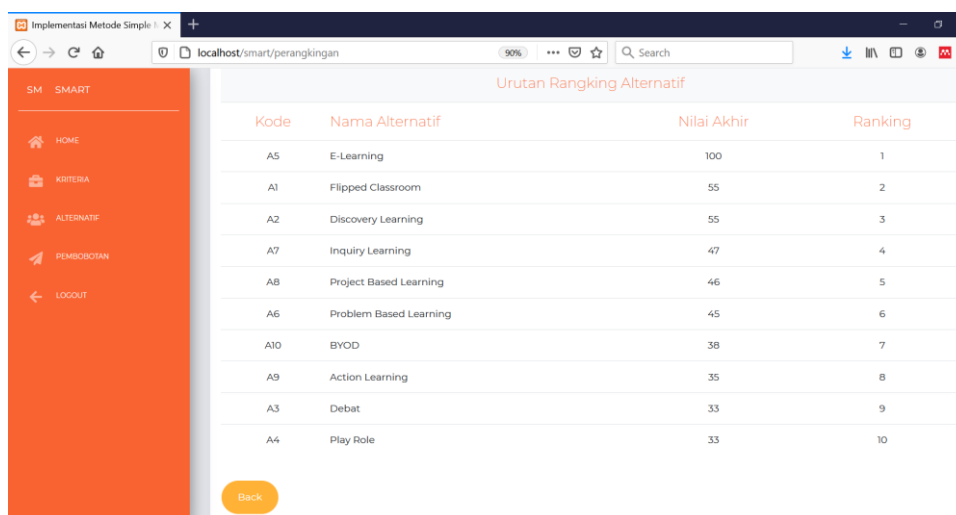 Implementasi Metode Simple
localhost/smart/perangkingan
90%
Search
SM SMART
HOME
KRITERIA
ALTERNATIF
PEMBOBOTAN
LOGOUT
Urutan Rangking Alternatif
Kode Nama Alternatif Nilai Akhir Ranking
A5 E-Learning 100 1
A1 Flipped Classroom 55 2
A2 Discovery Learning 55 3
A7 Inquiry Learning 47 4
A8 Project Based Learning 46 5
A6 Problem Based Learning 45 6
A10 BYOD 38 7
A9 Action Learning 35 8
A3 Debat 33 9
A4 Play Role 33 10
Back